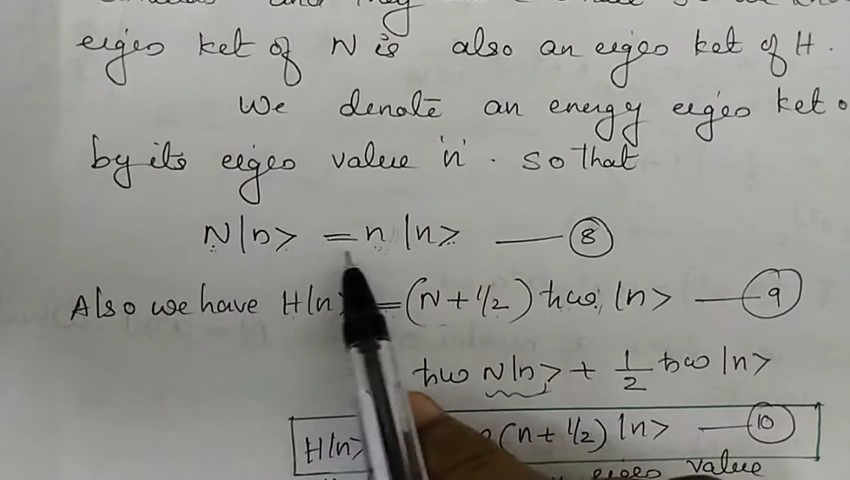 eigen ket of N is also an eigen ket of H.
We denote an energy eigen ket
by its eigen value 'n'. so that
N|n> = n |n> —— ⑧
Also we have H|n> = (N + 1/2) ħω |n> —— ⑨
ħω N|n> + 1/2 ħω |n>
H|n> (n + 1/2) |n> —— ⑩
eigen value